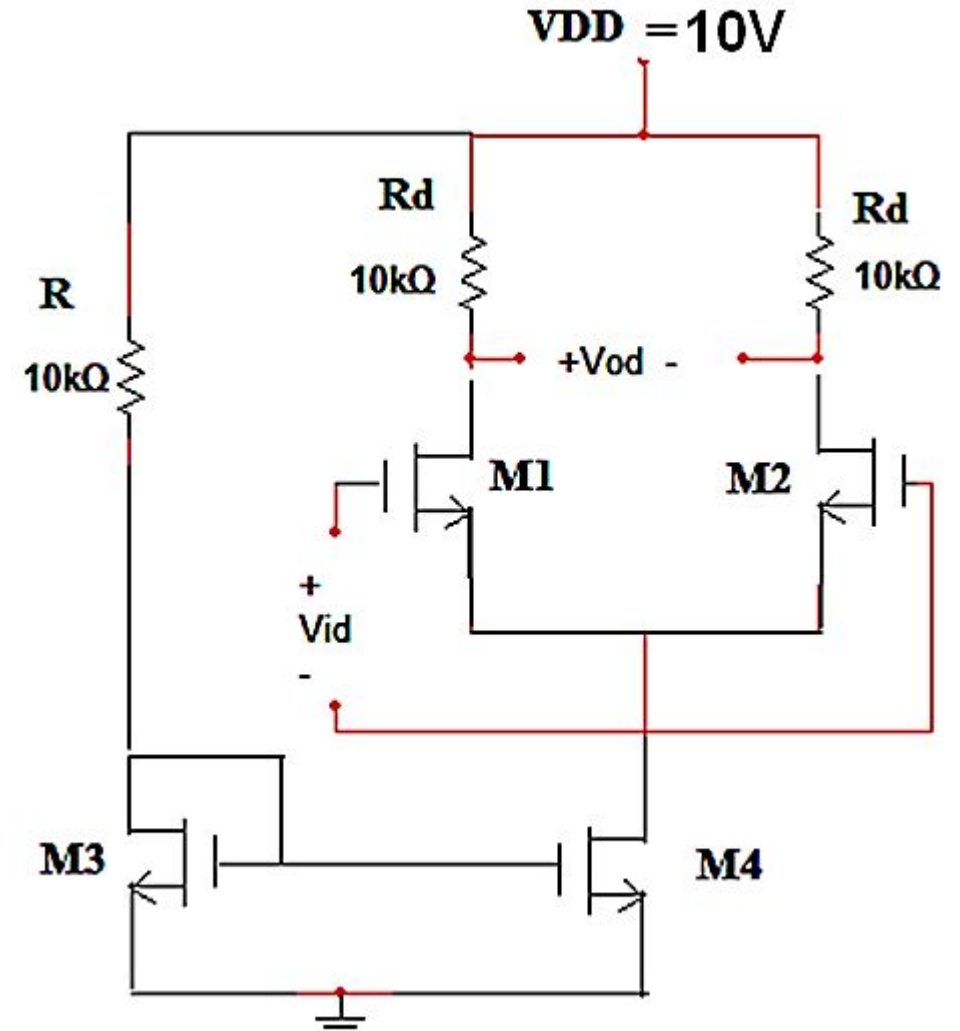 VDD = 10V
Rd
Rd
10kΩ
10kΩ
R
10kΩ
+Vod -
M1
M2
+
Vid
-
M3
M4